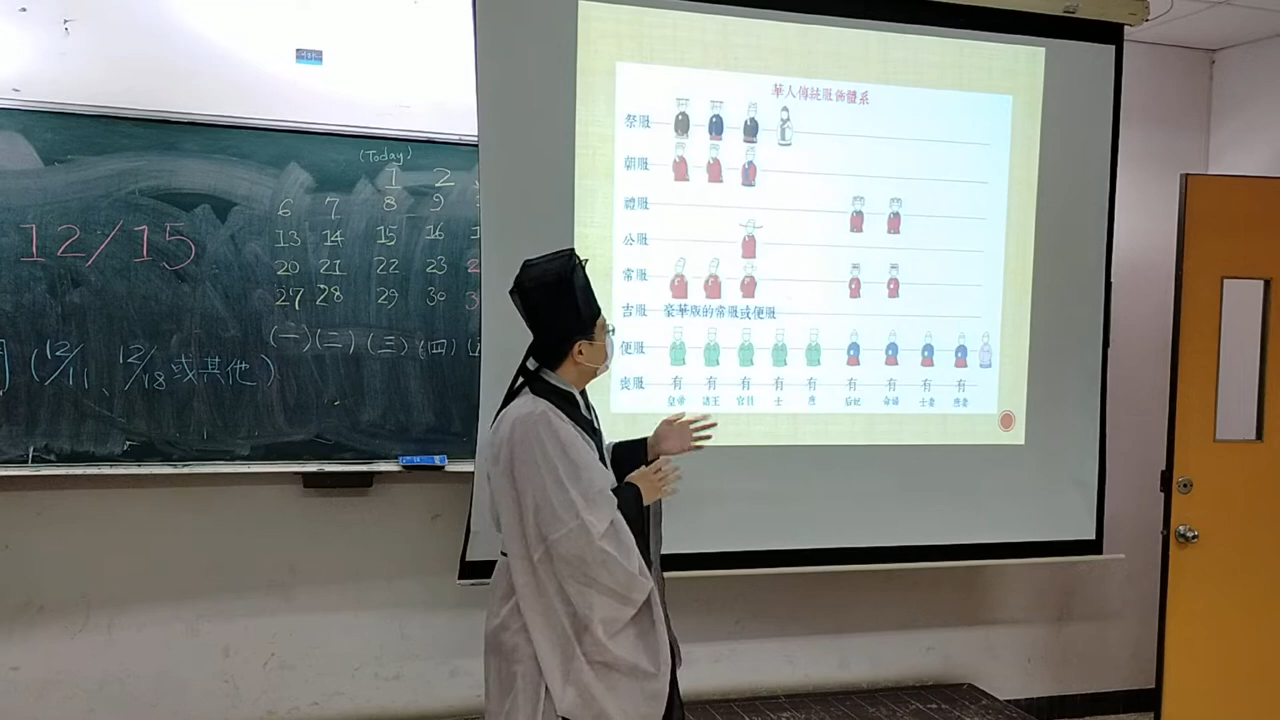 (Today)
1 2
6 7 8 9
12/15
13 14 15 16
20 21 22 23
27 28 29 30
(一)(二)(三)(四)
(12/11、12/18或其他)
華人傳統服飾體系
祭服
朝服
禮服
公服
常服
吉服 豪華版的常服或便服
便服
喪服 有 有 有 有 有 有 有 有 有
皇帝 諸王 官員 士 庶 后妃 命婦 士妻 庶妻